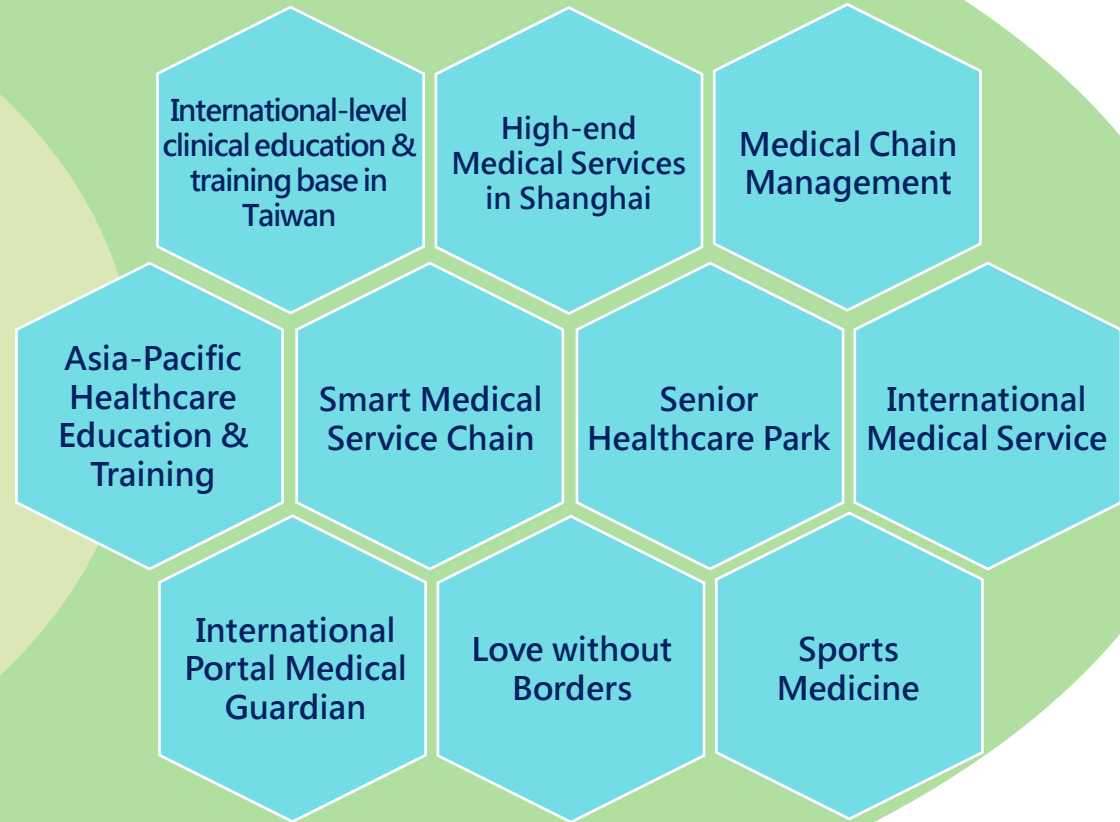 International-level
clinical education &
training base in
Taiwan
High-end
Medical Services
in Shanghai
Medical Chain
Management
Asia-Pacific
Healthcare
Education &
Training
Smart Medical
Service Chain
Senior
Healthcare Park
International
Medical Service
International
Portal Medical
Guardian
Love without
Borders
Sports
Medicine